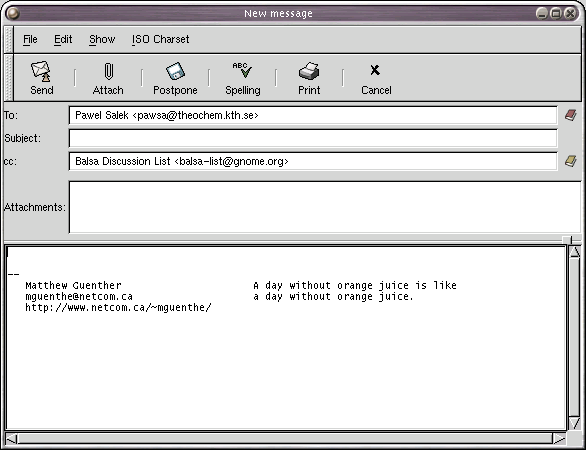 New message
File Edit Show ISO Charset
ABC
Send Attach Postpone Spelling Print Cancel
To: Pawel Salek <pawsa@theochem.kth.se>
Subject:
cc: Balsa Discussion List <balsa-list@gnome.org>
Attachments:
--
Matthew Guenther A day without orange juice is like
mguenthe@netcom.ca a day without orange juice.
http://www.netcom.ca/~mguenthe/